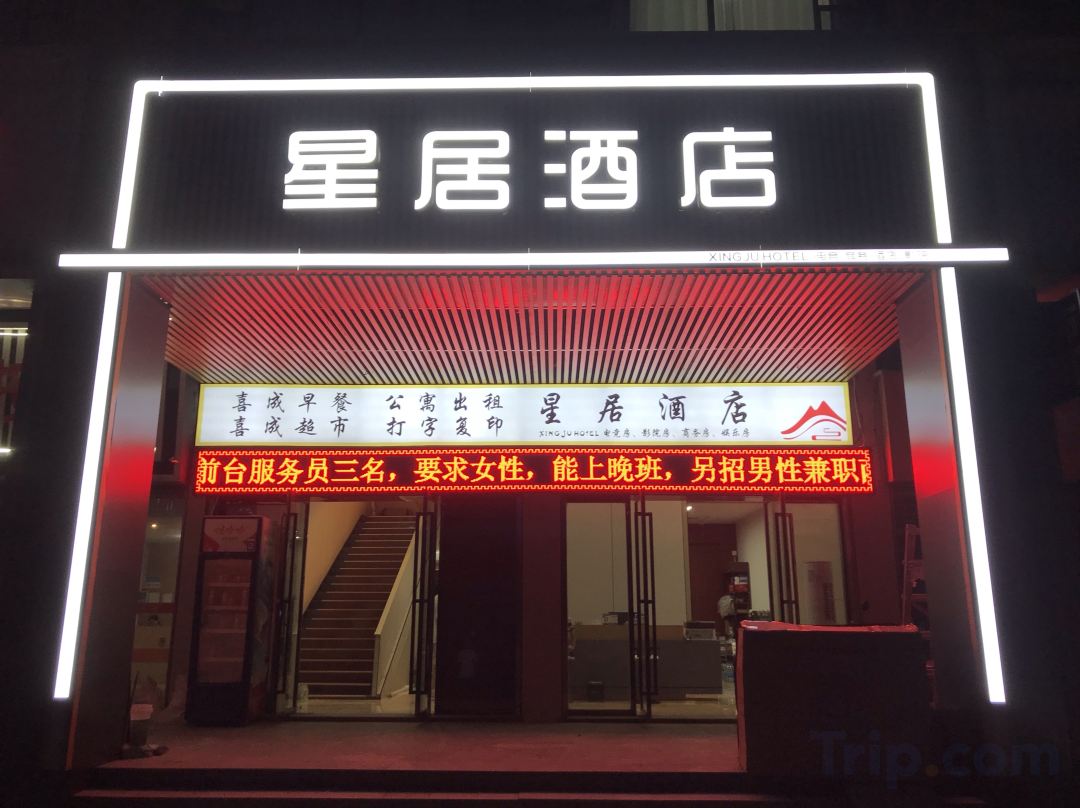 星居酒店
XINGJU HOTEL
喜成早餐 公寓出租 星居酒店
喜成超市 打字复印 XINGJU HOTEL 电竞房、影院房、商务房、娱乐房
前台服务员三名，要求女性，能上晚班，另招男性兼职
Trip.com